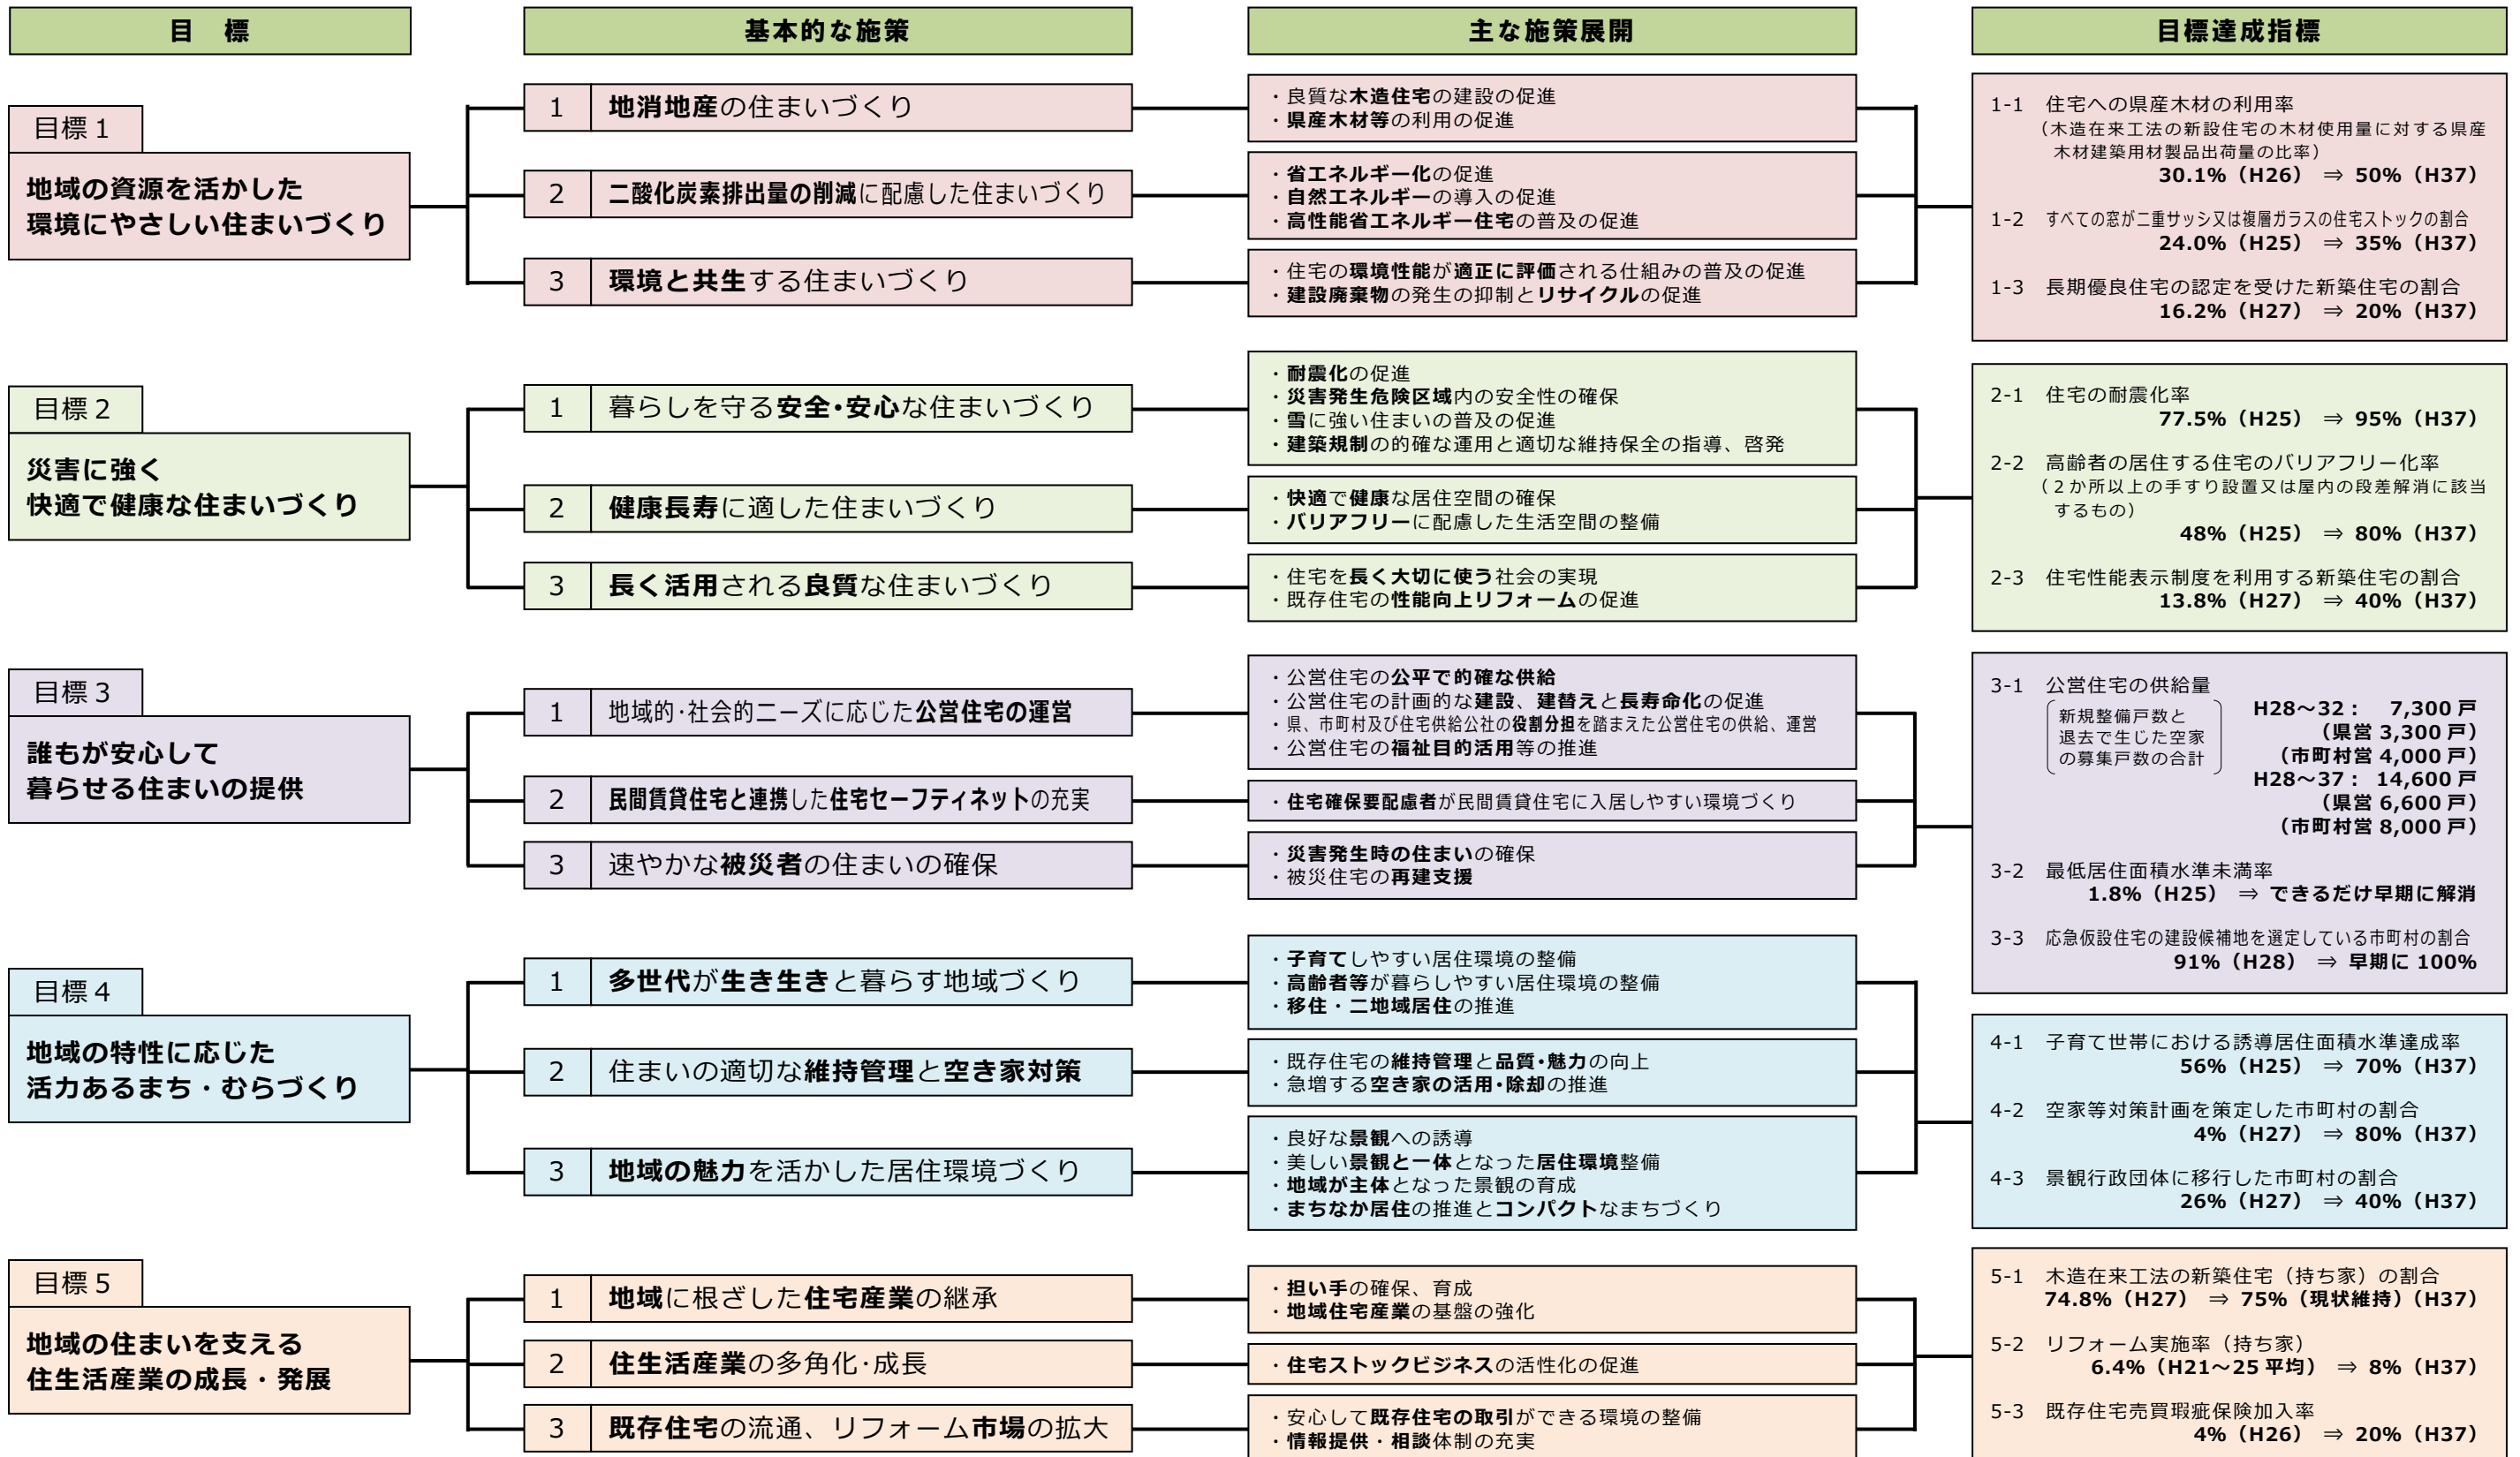 目　標
基本的な施策
主な施策展開
目標達成指標
目標１
地域の資源を活かした
環境にやさしい住まいづくり
1　地消地産の住まいづくり
・良質な木造住宅の建設の促進
・県産木材等の利用の促進
2　二酸化炭素排出量の削減に配慮した住まいづくり
・省エネルギー化の促進
・自然エネルギーの導入の促進
・高性能省エネルギー住宅の普及の促進
3　環境と共生する住まいづくり
・住宅の環境性能が適正に評価される仕組みの普及の促進
・建設廃棄物の発生の抑制とリサイクルの促進
1-1　住宅への県産木材の利用率
（木造在来工法の新設住宅の木材使用量に対する県産
木材建築用材製品出荷量の比率）
30.1%（H26）　⇒ 50%（H37）
1-2　すべての窓が二重サッシ又は複層ガラスの住宅ストックの割合
24.0%（H25）　⇒ 35%（H37）
1-3　長期優良住宅の認定を受けた新築住宅の割合
16.2%（H27）　⇒ 20%（H37）
目標２
災害に強く
快適で健康な住まいづくり
1　暮らしを守る安全･安心な住まいづくり
・耐震化の促進
・災害発生危険区域内の安全性の確保
・雪に強い住まいの普及の促進
・建築規制の的確な運用と適切な維持保全の指導、啓発
2　健康長寿に適した住まいづくり
・快適で健康な居住空間の確保
・バリアフリーに配慮した生活空間の整備
3　長く活用される良質な住まいづくり
・住宅を長く大切に使う社会の実現
・既存住宅の性能向上リフォームの促進
2-1　住宅の耐震化率
77.5%（H25）　⇒ 95%（H37）
2-2　高齢者の居住する住宅のバリアフリー化率
（２か所以上の手すり設置又は屋内の段差解消に該当
するもの）
48%（H25）　⇒ 80%（H37）
2-3　住宅性能表示制度を利用する新築住宅の割合
13.8%（H27）　⇒ 40%（H37）
目標３
誰もが安心して
暮らせる住まいの提供
1　地域的･社会的ニーズに応じた公営住宅の運営
・公営住宅の公平で的確な供給
・公営住宅の計画的な建設、建替えと長寿命化の促進
・県、市町村及び住宅供給公社の役割分担を踏まえた公営住宅の供給、運営
・公営住宅の福祉目的活用等の推進
2　民間賃貸住宅と連携した住宅セーフティネットの充実
・住宅確保要配慮者が民間賃貸住宅に入居しやすい環境づくり
3　速やかな被災者の住まいの確保
・災害発生時の住まいの確保
・被災住宅の再建支援
3-1　公営住宅の供給量
新規整備戸数と
退去で生じた空家
の募集戸数の合計
H28～32：　7,300 戸
（県営 3,300 戸）
（市町村営 4,000 戸）
H28～37： 14,600 戸
（県営 6,600 戸）
（市町村営 8,000 戸）
3-2　最低居住面積水準未満率
1.8%（H25）　⇒ できるだけ早期に解消
3-3　応急仮設住宅の建設候補地を選定している市町村の割合
91%（H28）　⇒ 早期に 100%
目標４
地域の特性に応じた
活力あるまち・むらづくり
1　多世代が生き生きと暮らす地域づくり
・子育てしやすい居住環境の整備
・高齢者等が暮らしやすい居住環境の整備
・移住・二地域居住の推進
2　住まいの適切な維持管理と空き家対策
・既存住宅の維持管理と品質･魅力の向上
・急増する空き家の活用･除却の推進
3　地域の魅力を活かした居住環境づくり
・良好な景観への誘導
・美しい景観と一体となった居住環境整備
・地域が主体となった景観の育成
・まちなか居住の推進とコンパクトなまちづくり
4-1　子育て世帯における誘導居住面積水準達成率
56%（H25）　⇒ 70%（H37）
4-2　空家等対策計画を策定した市町村の割合
4%（H27）　⇒ 80%（H37）
4-3　景観行政団体に移行した市町村の割合
26%（H27）　⇒ 40%（H37）
目標５
地域の住まいを支える
住生活産業の成長・発展
1　地域に根ざした住宅産業の継承
・担い手の確保、育成
・地域住宅産業の基盤の強化
2　住生活産業の多角化･成長
・住宅ストックビジネスの活性化の促進
3　既存住宅の流通、リフォーム市場の拡大
・安心して既存住宅の取引ができる環境の整備
・情報提供・相談体制の充実
5-1　木造在来工法の新築住宅（持ち家）の割合
74.8%（H27）　⇒ 75%（現状維持）（H37）
5-2　リフォーム実施率（持ち家）
6.4%（H21～25 平均）　⇒ 8%（H37）
5-3　既存住宅売買瑕疵保険加入率
4%（H26）　⇒ 20%（H37）